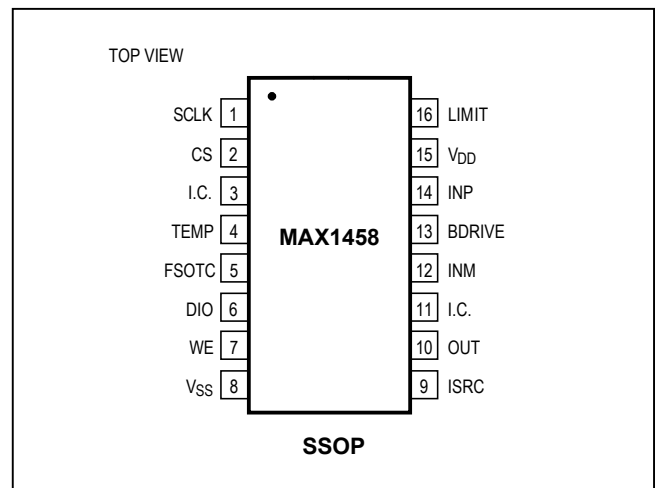 TOP VIEW
SCLK 1
CS 2
I.C. 3
TEMP 4
FSOTC 5
DIO 6
WE 7
VSS 8
MAX1458
16 LIMIT
15 VDD
14 INP
13 BDRIVE
12 INM
11 I.C.
10 OUT
9 ISRC
SSOP